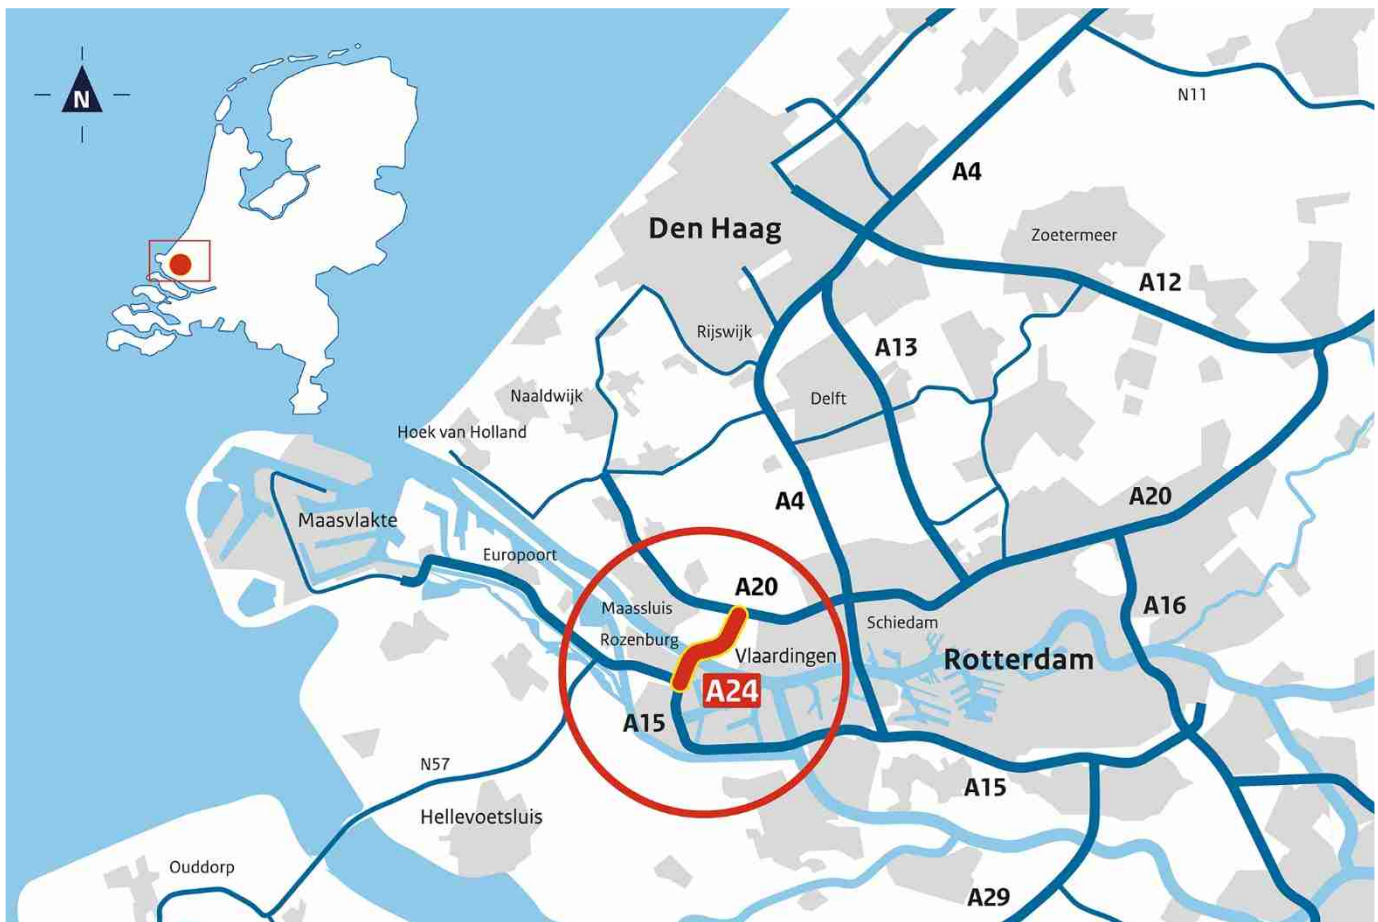 N
N11
A4
Den Haag
Zoetermeer
A12
Rijswijk
A13
Naaldwijk
Delft
Hoek van Holland
A4
A20
Maasvlakte
Europoort
A20
Maassluis
A16
Schiedam
Rozenburg
Vlaardingen
Rotterdam
A24
A15
N57
A15
Hellevoetsluis
Ouddorp
A29